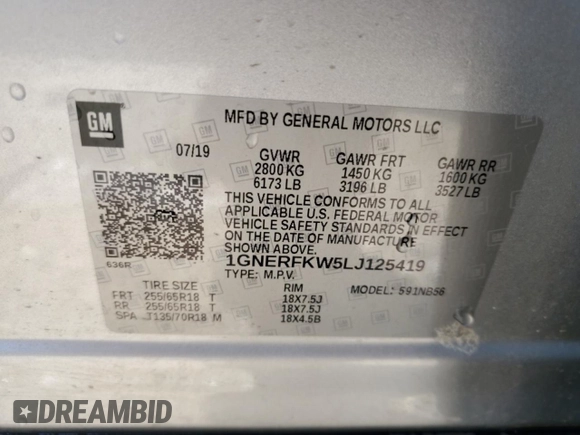 GM
MFD BY GENERAL MOTORS LLC
07/19
GVWR GAWR FRT GAWR RR
2800 KG 1450 KG 1600 KG
6173 LB 3196 LB 3527 LB
THIS VEHICLE CONFORMS TO ALL
APPLICABLE U.S. FEDERAL MOTOR
VEHICLE SAFETY STANDARDS IN EFFECT
ON THE DATE OF MANUFACTURE
SHOWN ABOVE.
1GNERFKW5LJ125419
636R
TYPE: M.P.V. MODEL: 591NB56
TIRE SIZE RIM
FRT 255/65R18 T 18X7.5J
RR 255/65R18 T 18X7.5J
SPA T135/70R18 M 18X4.5B
DREAMBID